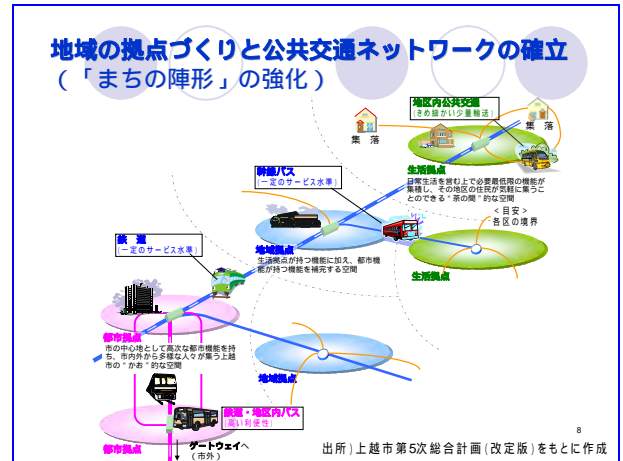 地域の拠点づくりと公共交通ネットワークの確立
(「まちの陣形」の強化)
地区内公共交通
(きめ細かい少量輸送)
集 落
集 落
生活拠点
日常生活を営む上で必要最低限の機能が
集積し、その地区の住民が気軽に集うこ
とのできる“茶の間”的な空間
幹線バス
(一定のサービス水準)
<目安>
各区の境界
鉄 道
(一定のサービス水準)
地域拠点
生活拠点が持つ機能に加え、都市機
能が持つ機能を補完する空間
生活拠点
都市拠点
市の中心地として高次な都市機能を持
ち、市内外から多様な人々が集う上越
市の“かお”的な空間
地域拠点
鉄道・地区内バス
(高い利便性)
都市拠点
ゲートウェイへ
(市外)
8
出所)上越市第5次総合計画(改定版)をもとに作成